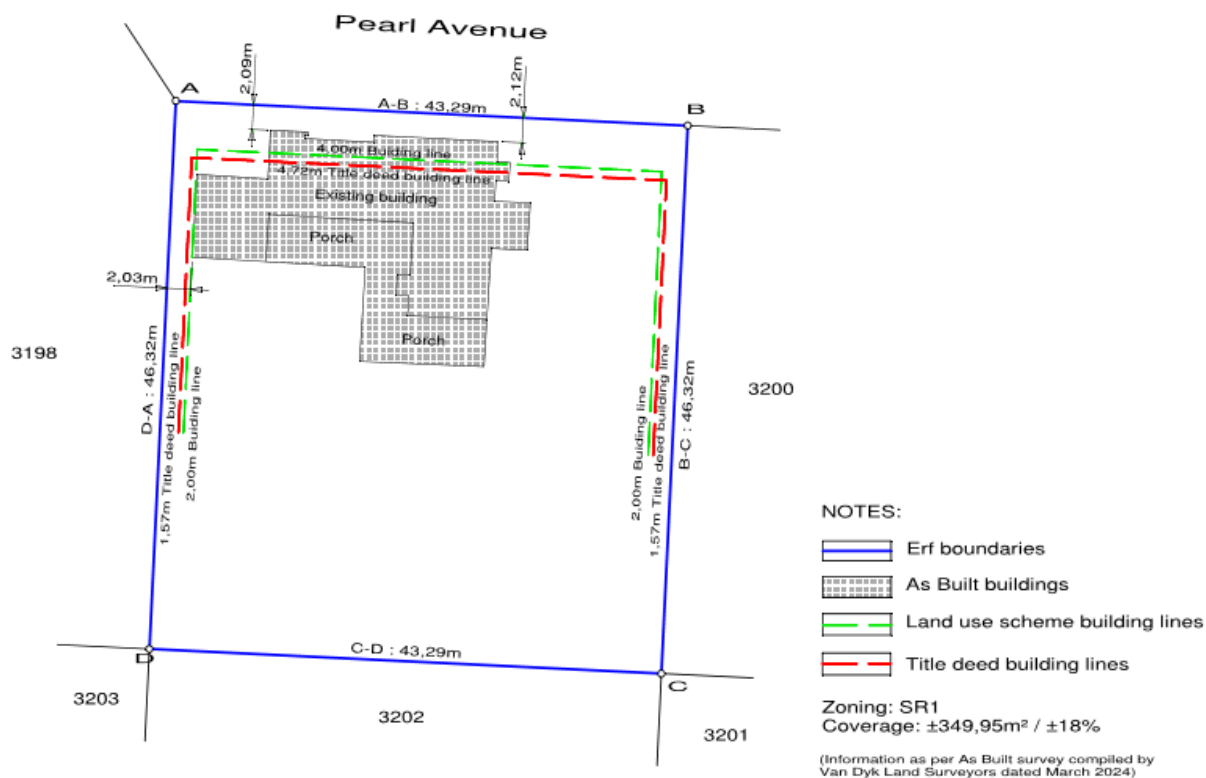 Pearl Avenue
A
2,09m
A-B : 43,29m
2,12m
B
4,00m Building line
4,72m Title deed building line
Existing building
Porch
2,03m
Porch
3198
D-A : 46,32m
1,57m Title deed building line
2,00m Building line
2,00m Buiding line
1,57m Title deed building line
B-C : 46,32m
3200
D
C-D : 43,29m
C
3203
3202
3201
NOTES:
Erf boundaries
As Built buildings
Land use scheme building lines
Title deed building lines
Zoning: SR1
Coverage: ±349,95m² / ±18%
(Information as per As Built survey compiled by
Van Dyk Land Surveyors dated March 2024)